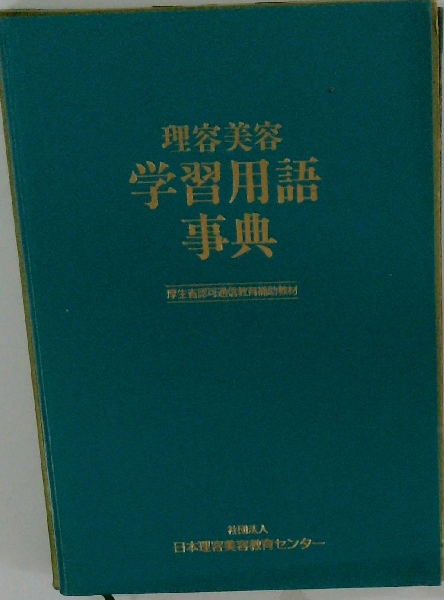 理容美容
学習用語
事典
厚生省認可通信教育補助教材
社団法人
日本理容美容教育センター